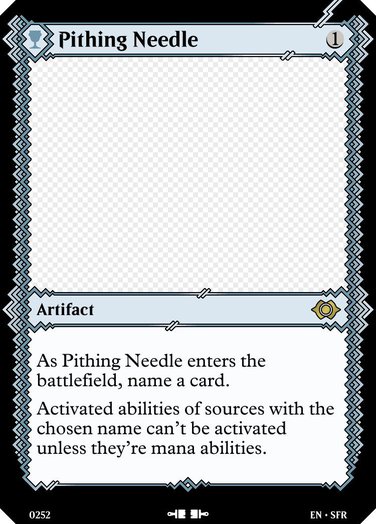 Pithing Needle 1
Artifact
As Pithing Needle enters the
battlefield, name a card.
Activated abilities of sources with the
chosen name can't be activated
unless they're mana abilities.
0252 EN • SFR